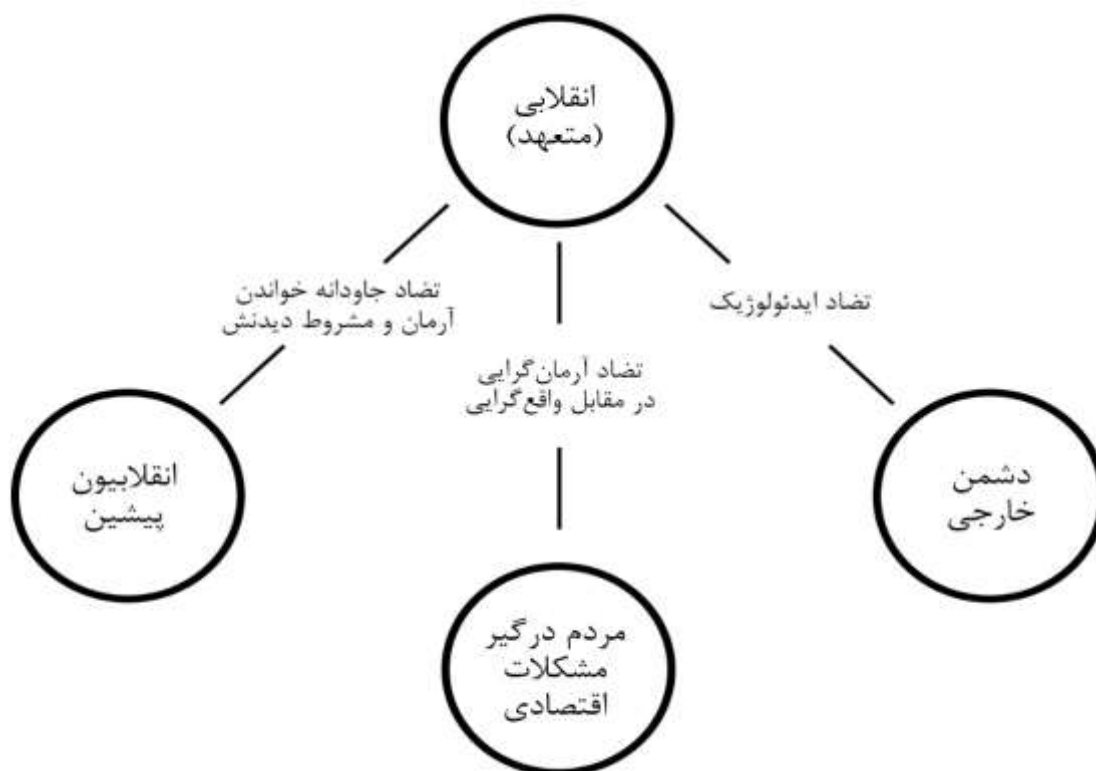 انقلابی
(متعهد)
تضاد ایدئولوژیک
تضاد جاودانه خواندن
آرمان و مشروط دیدنش
تضاد آرمان‌گرایی
در مقابل واقع‌گرایی
دشمن
خارجی
انقلابیون
پیشین
مردم درگیر
مشکلات
اقتصادی